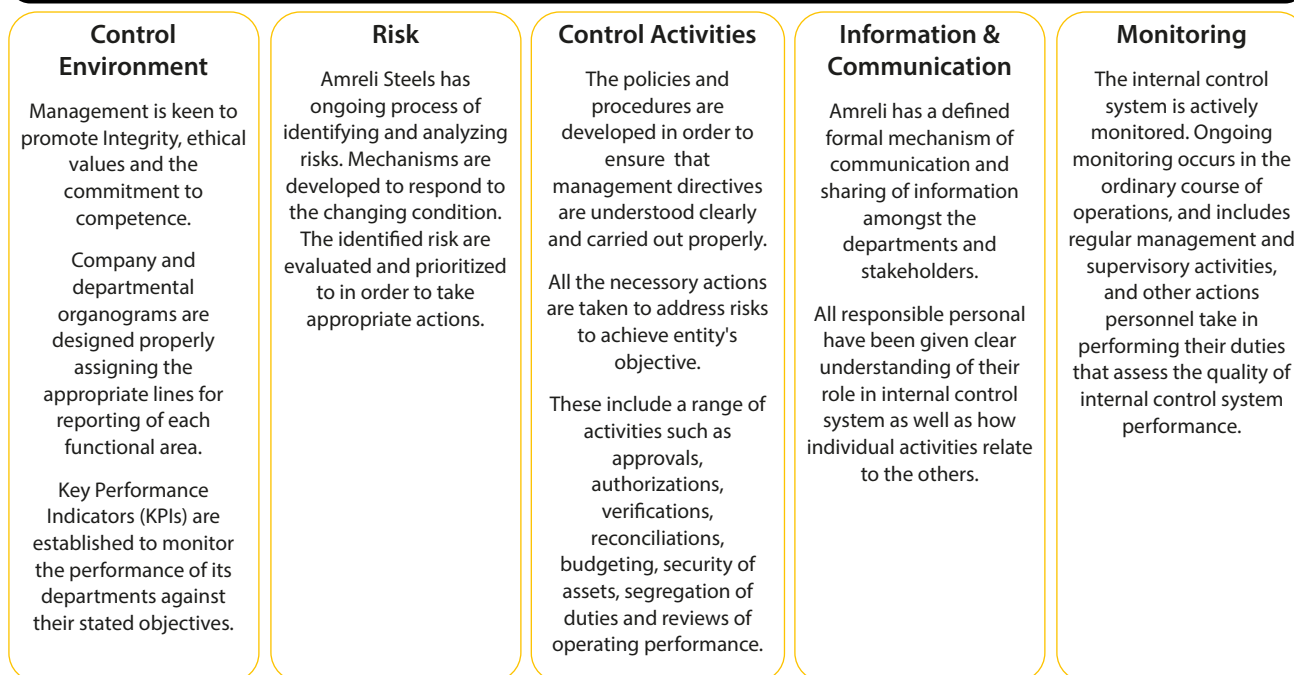 Control
Environment
Management is keen to
promote Integrity, ethical
values and the
commitment to
competence.
Company and
departmental
organograms are
designed properly
assigning the
appropriate lines for
reporting of each
functional area.
Key Performance
Indicators (KPIs) are
established to monitor
the performance of its
departments against
their stated objectives.
Risk
Amreli Steels has
ongoing process of
identifying and analyzing
risks. Mechanisms are
developed to respond to
the changing condition.
The identified risk are
evaluated and prioritized
to in order to take
appropriate actions.
Control Activities
The policies and
procedures are
developed in order to
ensure that
management directives
are understood clearly
and carried out properly.
All the necessary actions
are taken to address risks
to achieve entity's
objective.
These include a range of
activities such as
approvals,
authorizations,
verifications,
reconciliations,
budgeting, security of
assets, segregation of
duties and reviews of
operating performance.
Information &
Communication
Amreli has a defined
formal mechanism of
communication and
sharing of information
amongst the
departments and
stakeholders.
All responsible personal
have been given clear
understanding of their
role in internal control
system as well as how
individual activities relate
to the others.
Monitoring
The internal control
system is actively
monitored. Ongoing
monitoring occurs in the
ordinary course of
operations, and includes
regular management and
supervisory activities,
and other actions
personnel take in
performing their duties
that assess the quality of
internal control system
performance.